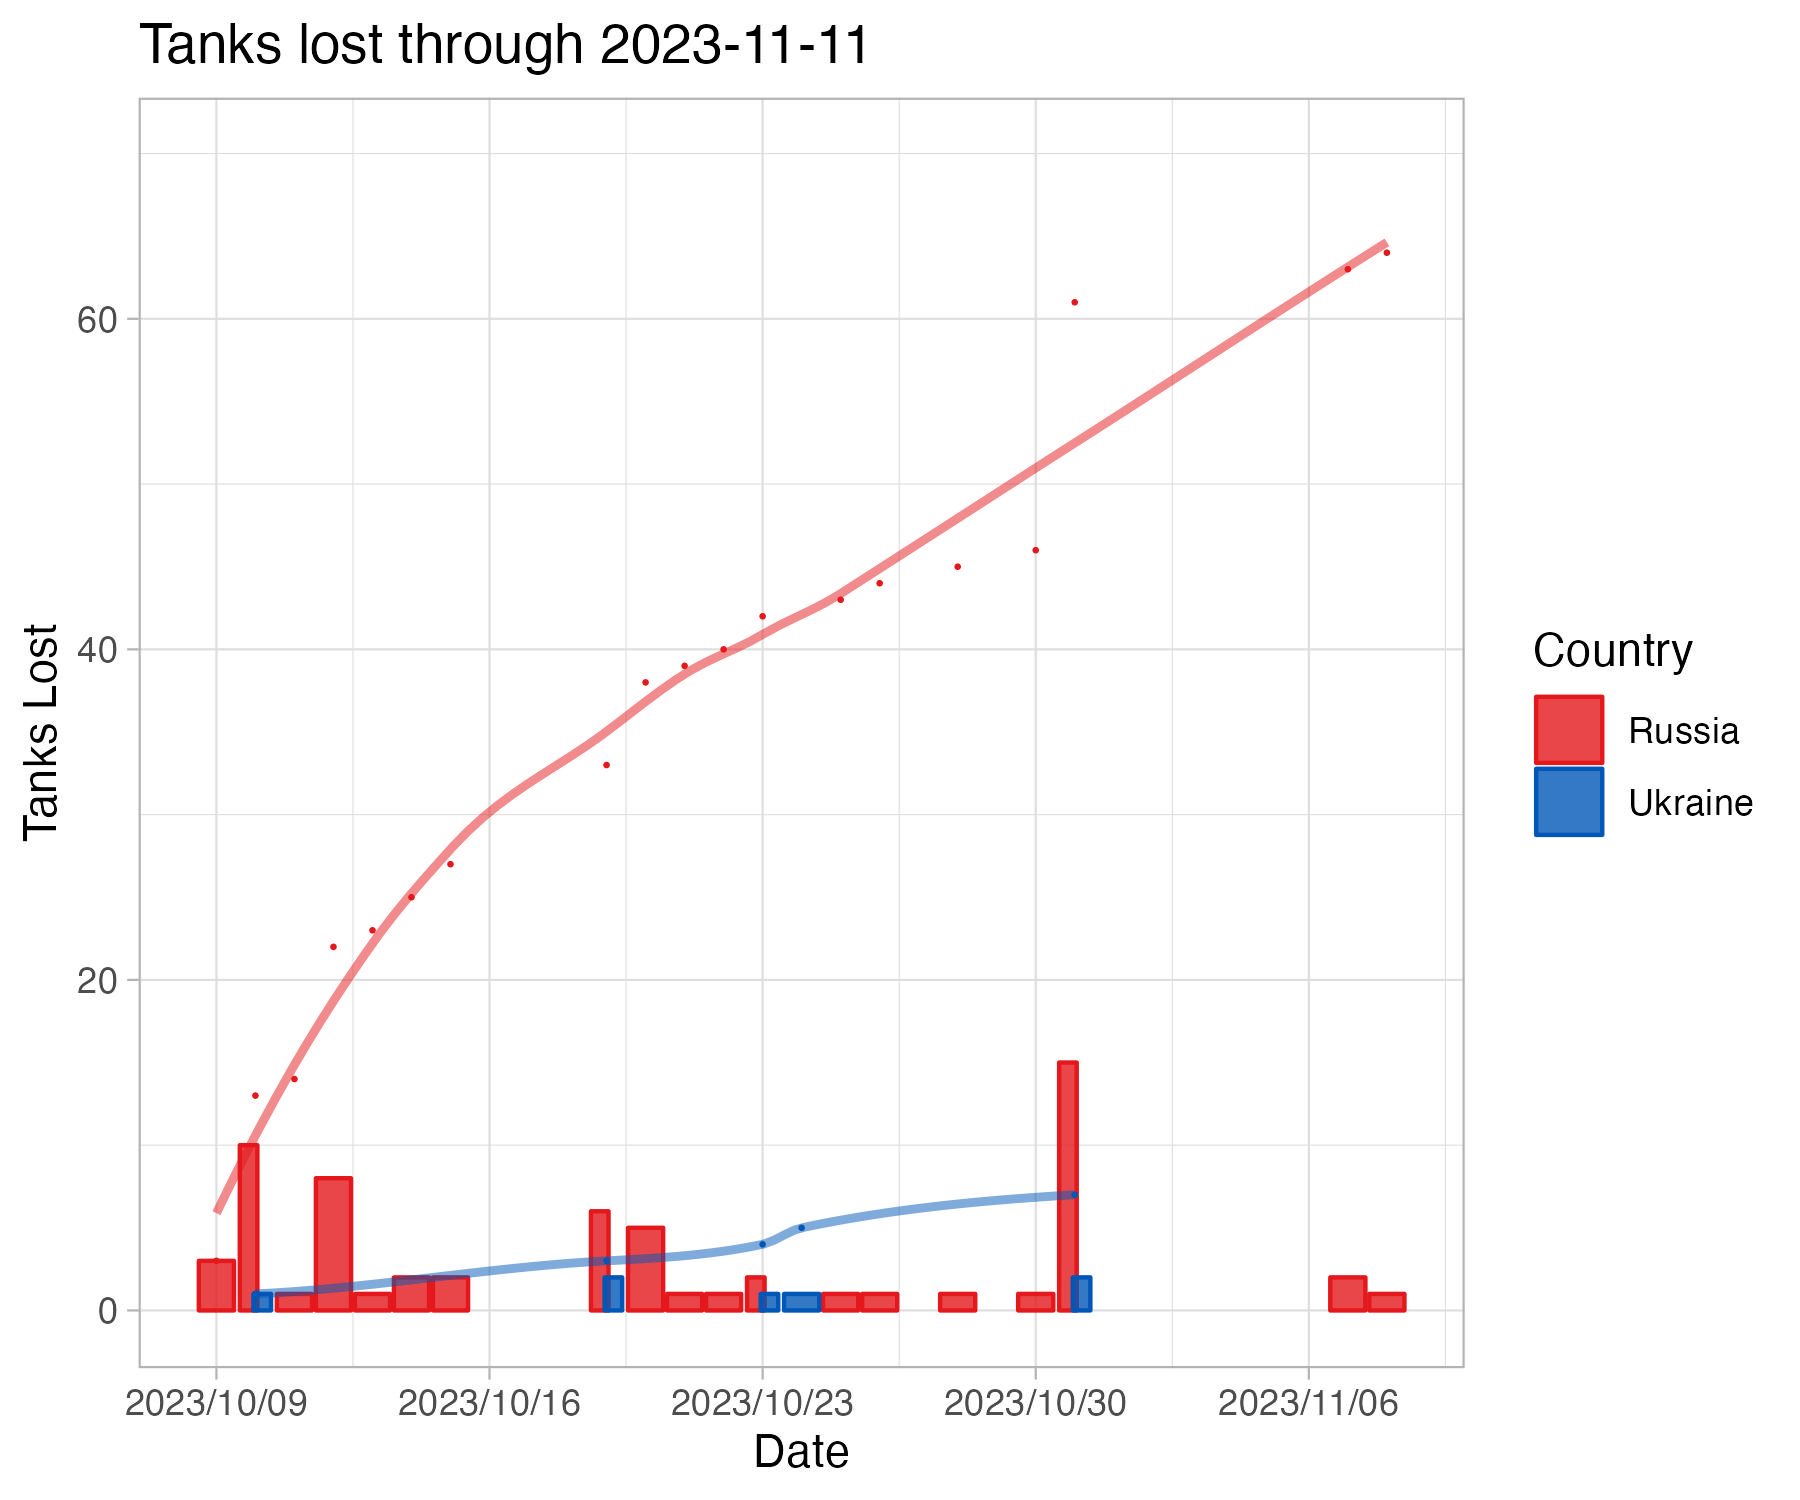 Tanks lost through 2023-11-11
Tanks Lost
60
40
20
0
2023/10/09 2023/10/16 2023/10/23 2023/10/30 2023/11/06
Date
Country
Russia
Ukraine